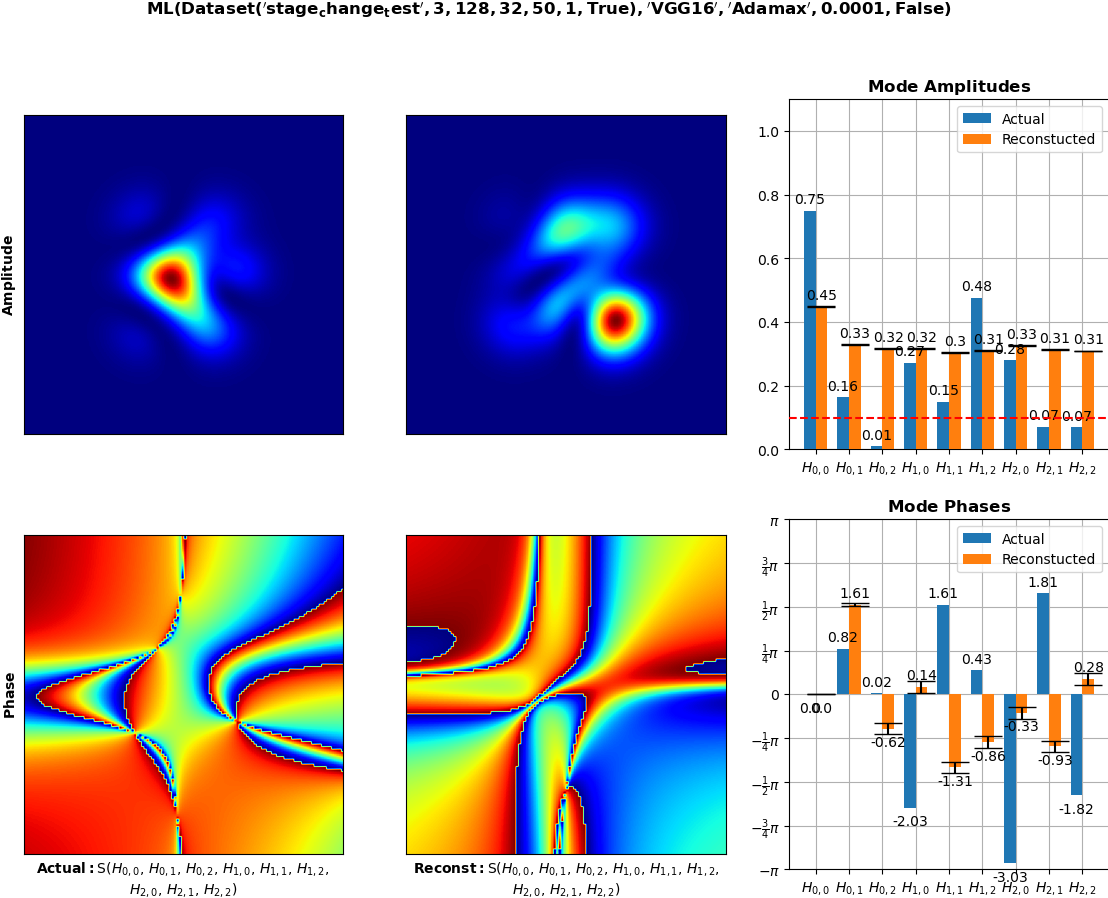 ML(Dataset('stage_change_test', 3, 128, 32, 50, 1, True), 'VGG16', 'Adamax', 0.0001, False)
Amplitude
Mode Amplitudes
Actual
Reconstucted
1.0
0.8
0.6
0.4
0.2
0.0
0.75
0.45
0.16
0.33
0.01
0.32
0.27
0.32
0.15
0.3
0.48
0.31
0.28
0.33
0.07
0.31
0.07
0.31
H0,0 H0,1 H0,2 H1,0 H1,1 H1,2 H2,0 H2,1 H2,2
Phase
Actual: S(H0,0, H0,1, H0,2, H1,0, H1,1, H1,2,
H2,0, H2,1, H2,2)
Reconst: S(H0,0, H0,1, H0,2, H1,0, H1,1, H1,2,
H2,0, H2,1, H2,2)
Mode Phases
Actual
Reconstucted
π
3/4π
1/2π
1/4π
0
−1/4π
−1/2π
−3/4π
−π
0.0
0.0
0.82
1.61
0.02
-0.62
-2.03
0.14
1.61
-1.31
0.43
-0.86
-3.03
-0.33
1.81
-0.93
-1.82
0.28
H0,0 H0,1 H0,2 H1,0 H1,1 H1,2 H2,0 H2,1 H2,2